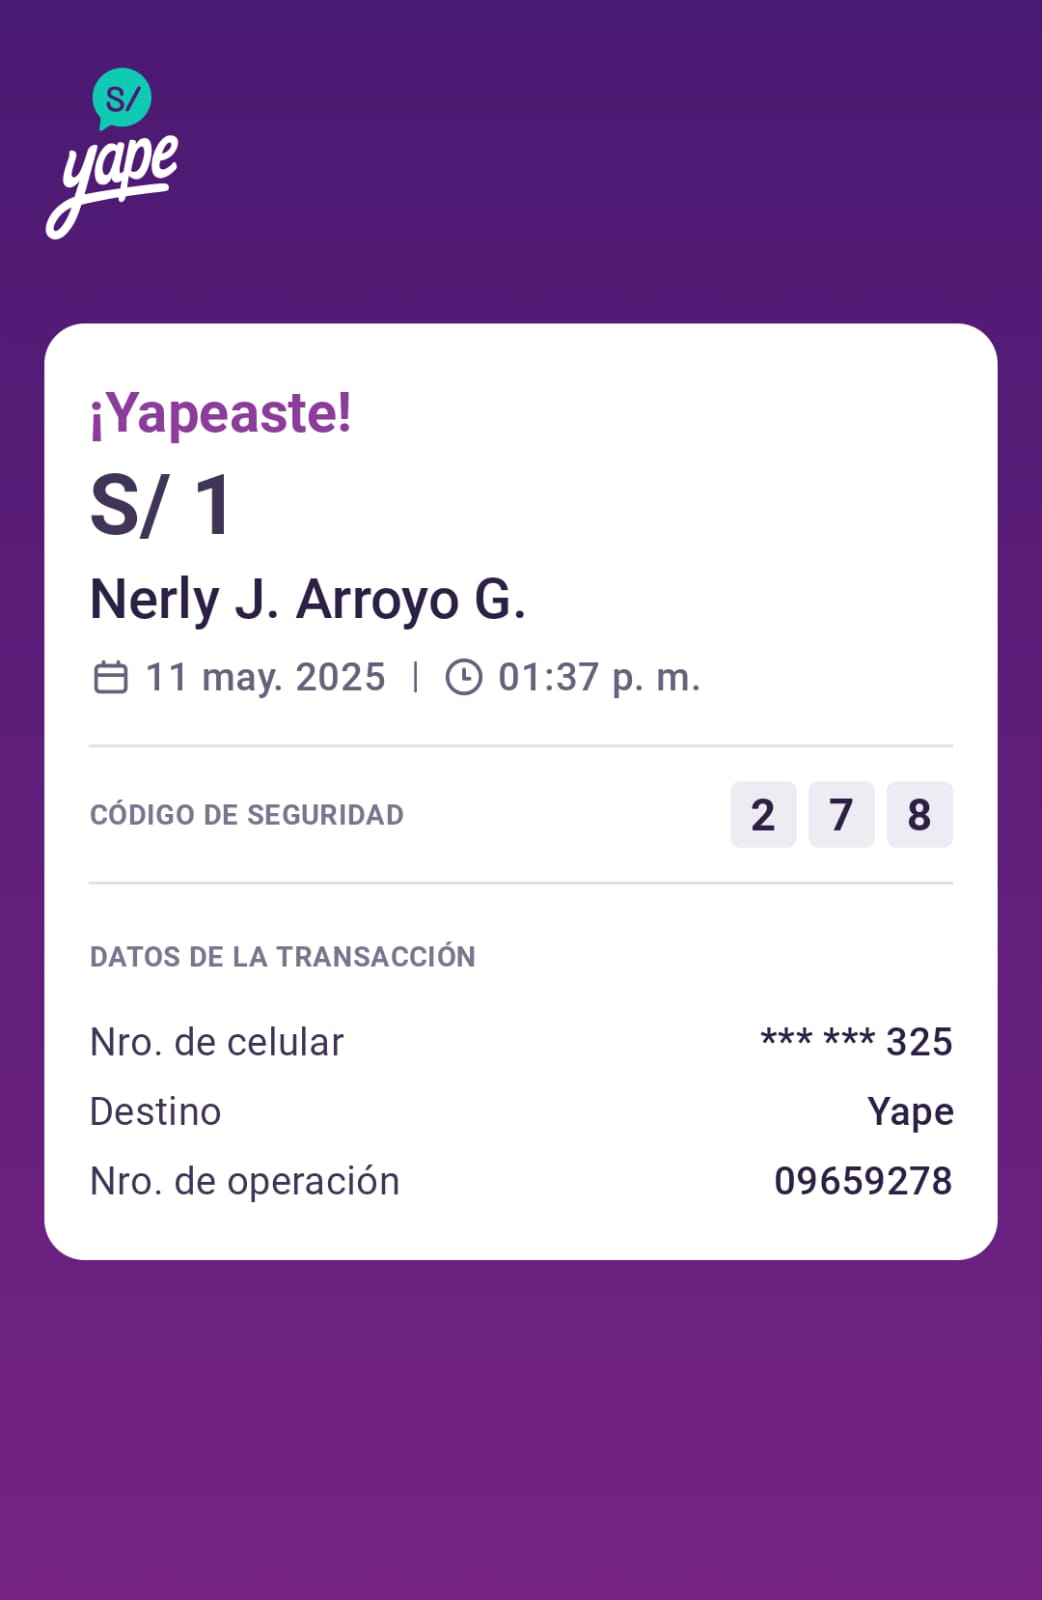 S/
yape
¡Yapeaste!
S/ 1
Nerly J. Arroyo G.
11 may. 2025 | 01:37 p. m.
CÓDIGO DE SEGURIDAD 2 7 8
DATOS DE LA TRANSACCIÓN
Nro. de celular *** *** 325
Destino Yape
Nro. de operación 09659278